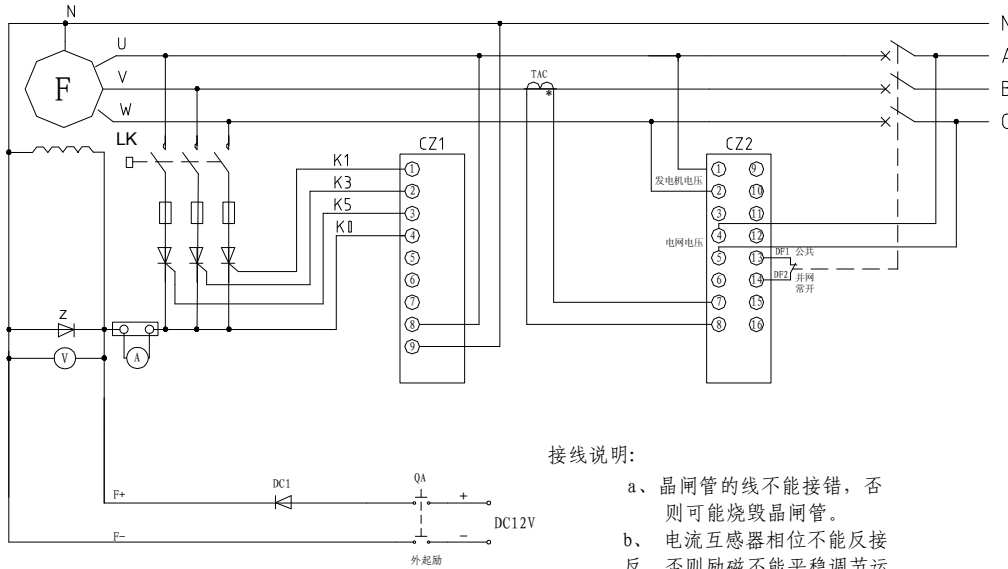 N
N
U
V
F
W
TAC
*
LK
CZ1
CZ2
K1
K3
K5
K0
1
2
3
4
5
6
7
8
9
发电机电压
电网电压
1
2
3
4
5
6
7
8
9
10
11
12
13
14
15
16
DF1 公共
DF2 并网
常开
Z
V
A
接线说明:
a、晶闸管的线不能接错，否
则可能烧毁晶闸管。
b、 电流互感器相位不能反接
F+
DC1
QA
+
DC12V
F-
−
外起励